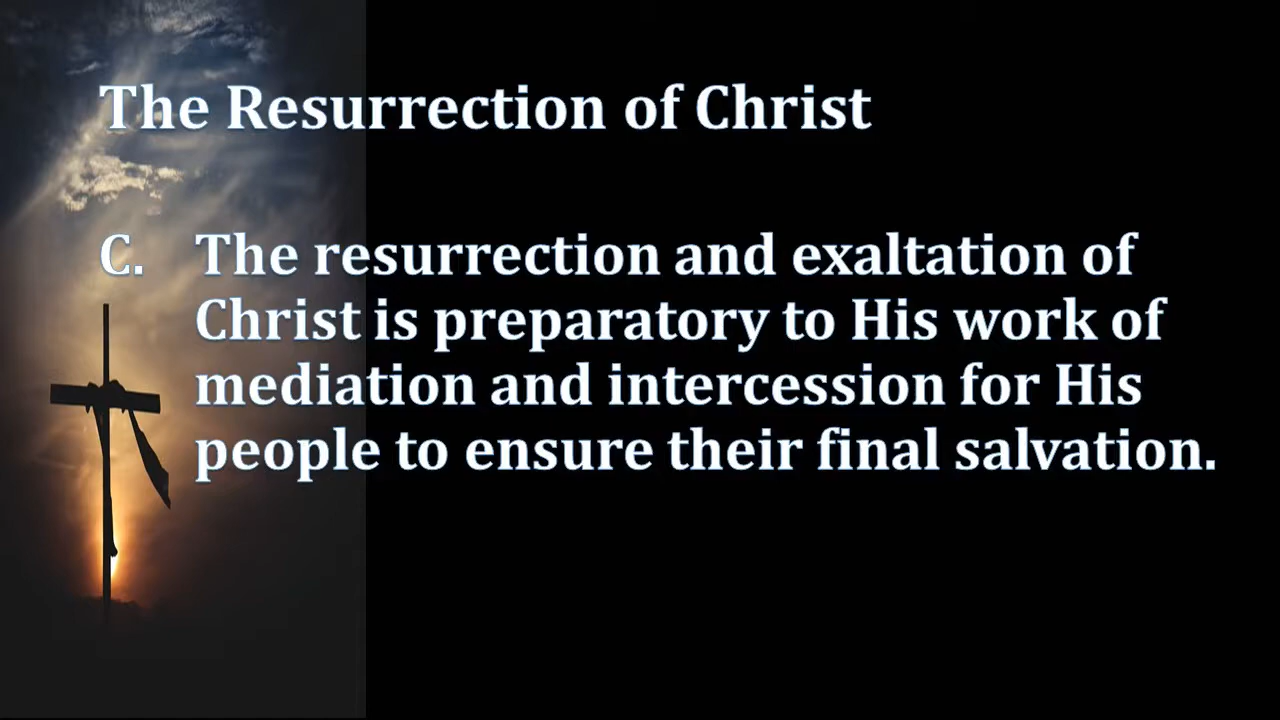 The Resurrection of Christ
C. The resurrection and exaltation of
Christ is preparatory to His work of
mediation and intercession for His
people to ensure their final salvation.